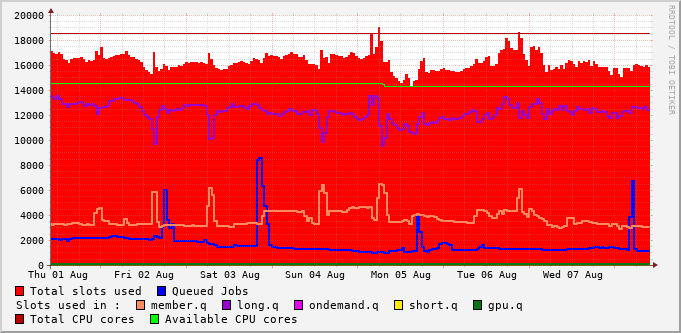 20000
18000
16000
14000
12000
10000
8000
6000
4000
2000
0
Thu 01 Aug Fri 02 Aug Sat 03 Aug Sun 04 Aug Mon 05 Aug Tue 06 Aug Wed 07 Aug
Total slots used Queued Jobs
Slots used in : member.q long.q ondemand.q short.q gpu.q
Total CPU cores Available CPU cores
RRDTOOL / TOBI OETIKER